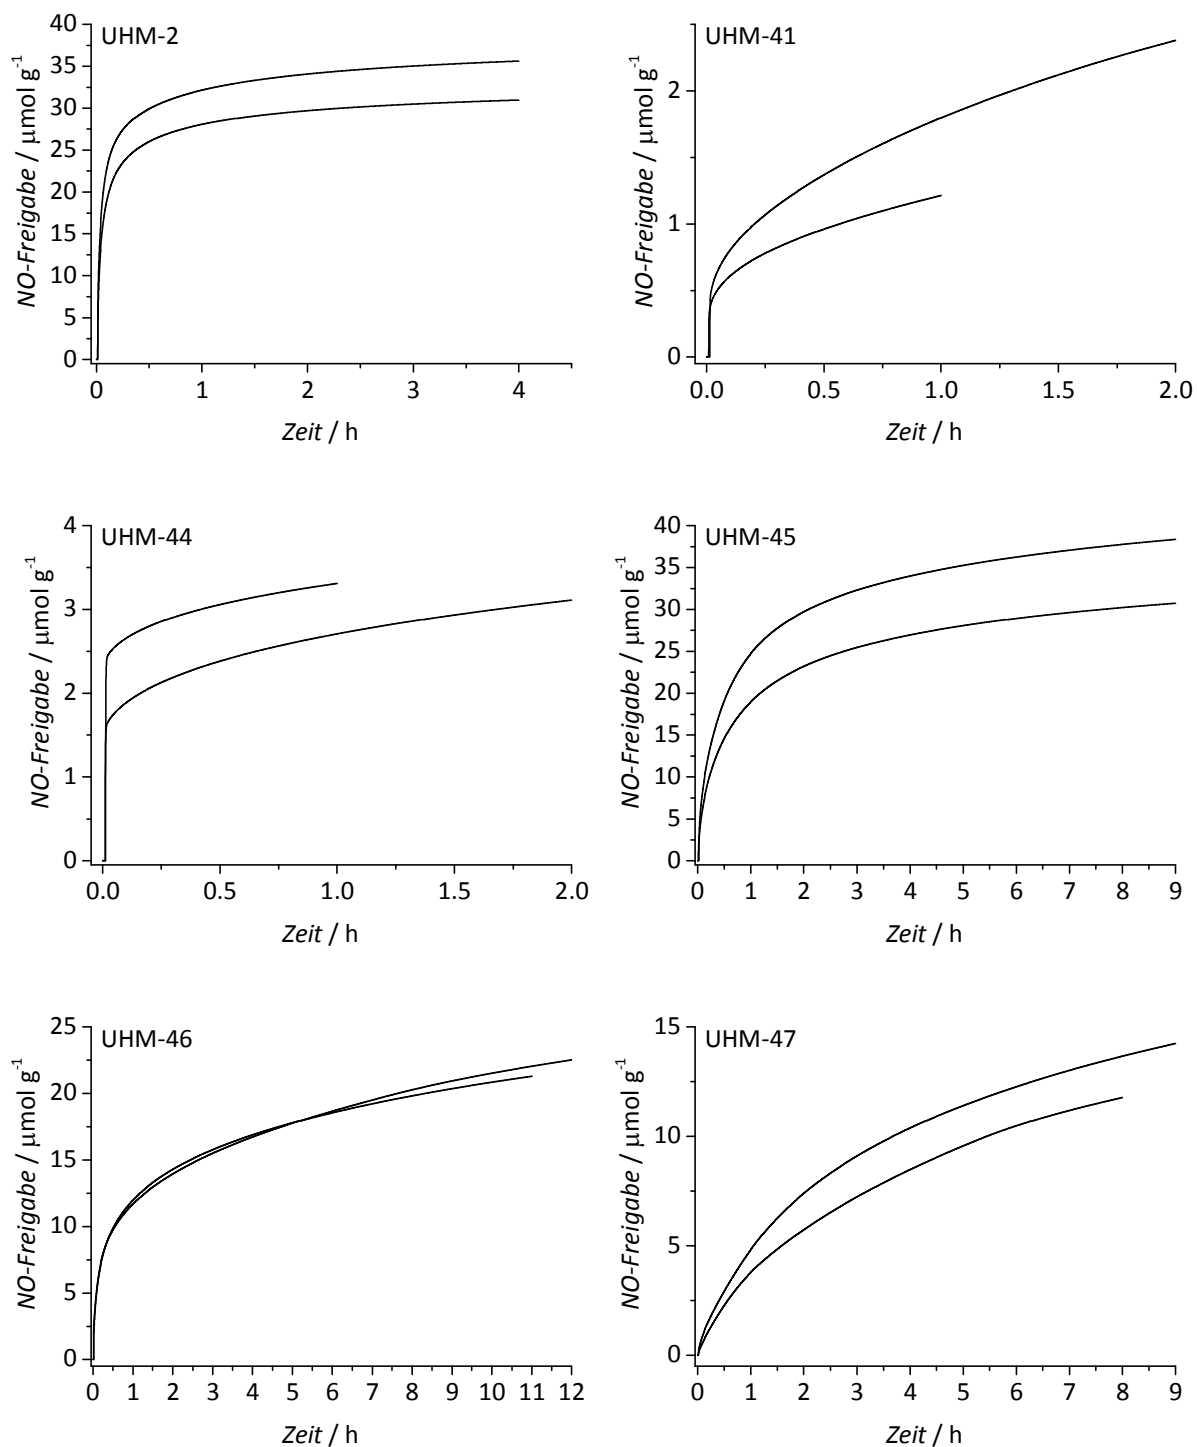 UHM-2
NO-Freigabe / μmol g⁻¹
40
35
30
25
20
15
10
5
0
0 1 2 3 4
Zeit / h
UHM-41
NO-Freigabe / μmol g⁻¹
2
1
0
0.0 0.5 1.0 1.5 2.0
Zeit / h
UHM-44
NO-Freigabe / μmol g⁻¹
4
3
2
1
0
0.0 0.5 1.0 1.5 2.0
Zeit / h
UHM-45
NO-Freigabe / μmol g⁻¹
40
35
30
25
20
15
10
5
0
0 1 2 3 4 5 6 7 8 9
Zeit / h
UHM-46
NO-Freigabe / μmol g⁻¹
25
20
15
10
5
0
0 1 2 3 4 5 6 7 8 9 10 11 12
Zeit / h
UHM-47
NO-Freigabe / μmol g⁻¹
15
10
5
0
0 1 2 3 4 5 6 7 8 9
Zeit / h